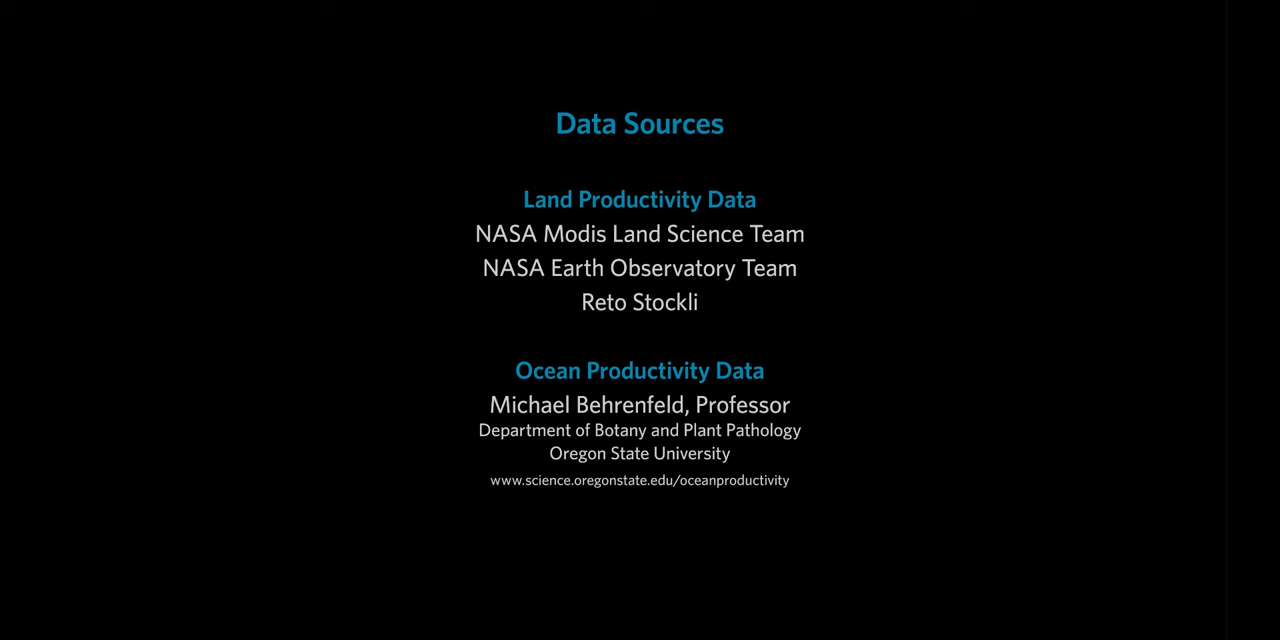 Data Sources
Land Productivity Data
NASA Modis Land Science Team
NASA Earth Observatory Team
Reto Stockli
Ocean Productivity Data
Michael Behrenfeld, Professor
Department of Botany and Plant Pathology
Oregon State University
www.science.oregonstate.edu/oceanproductivity